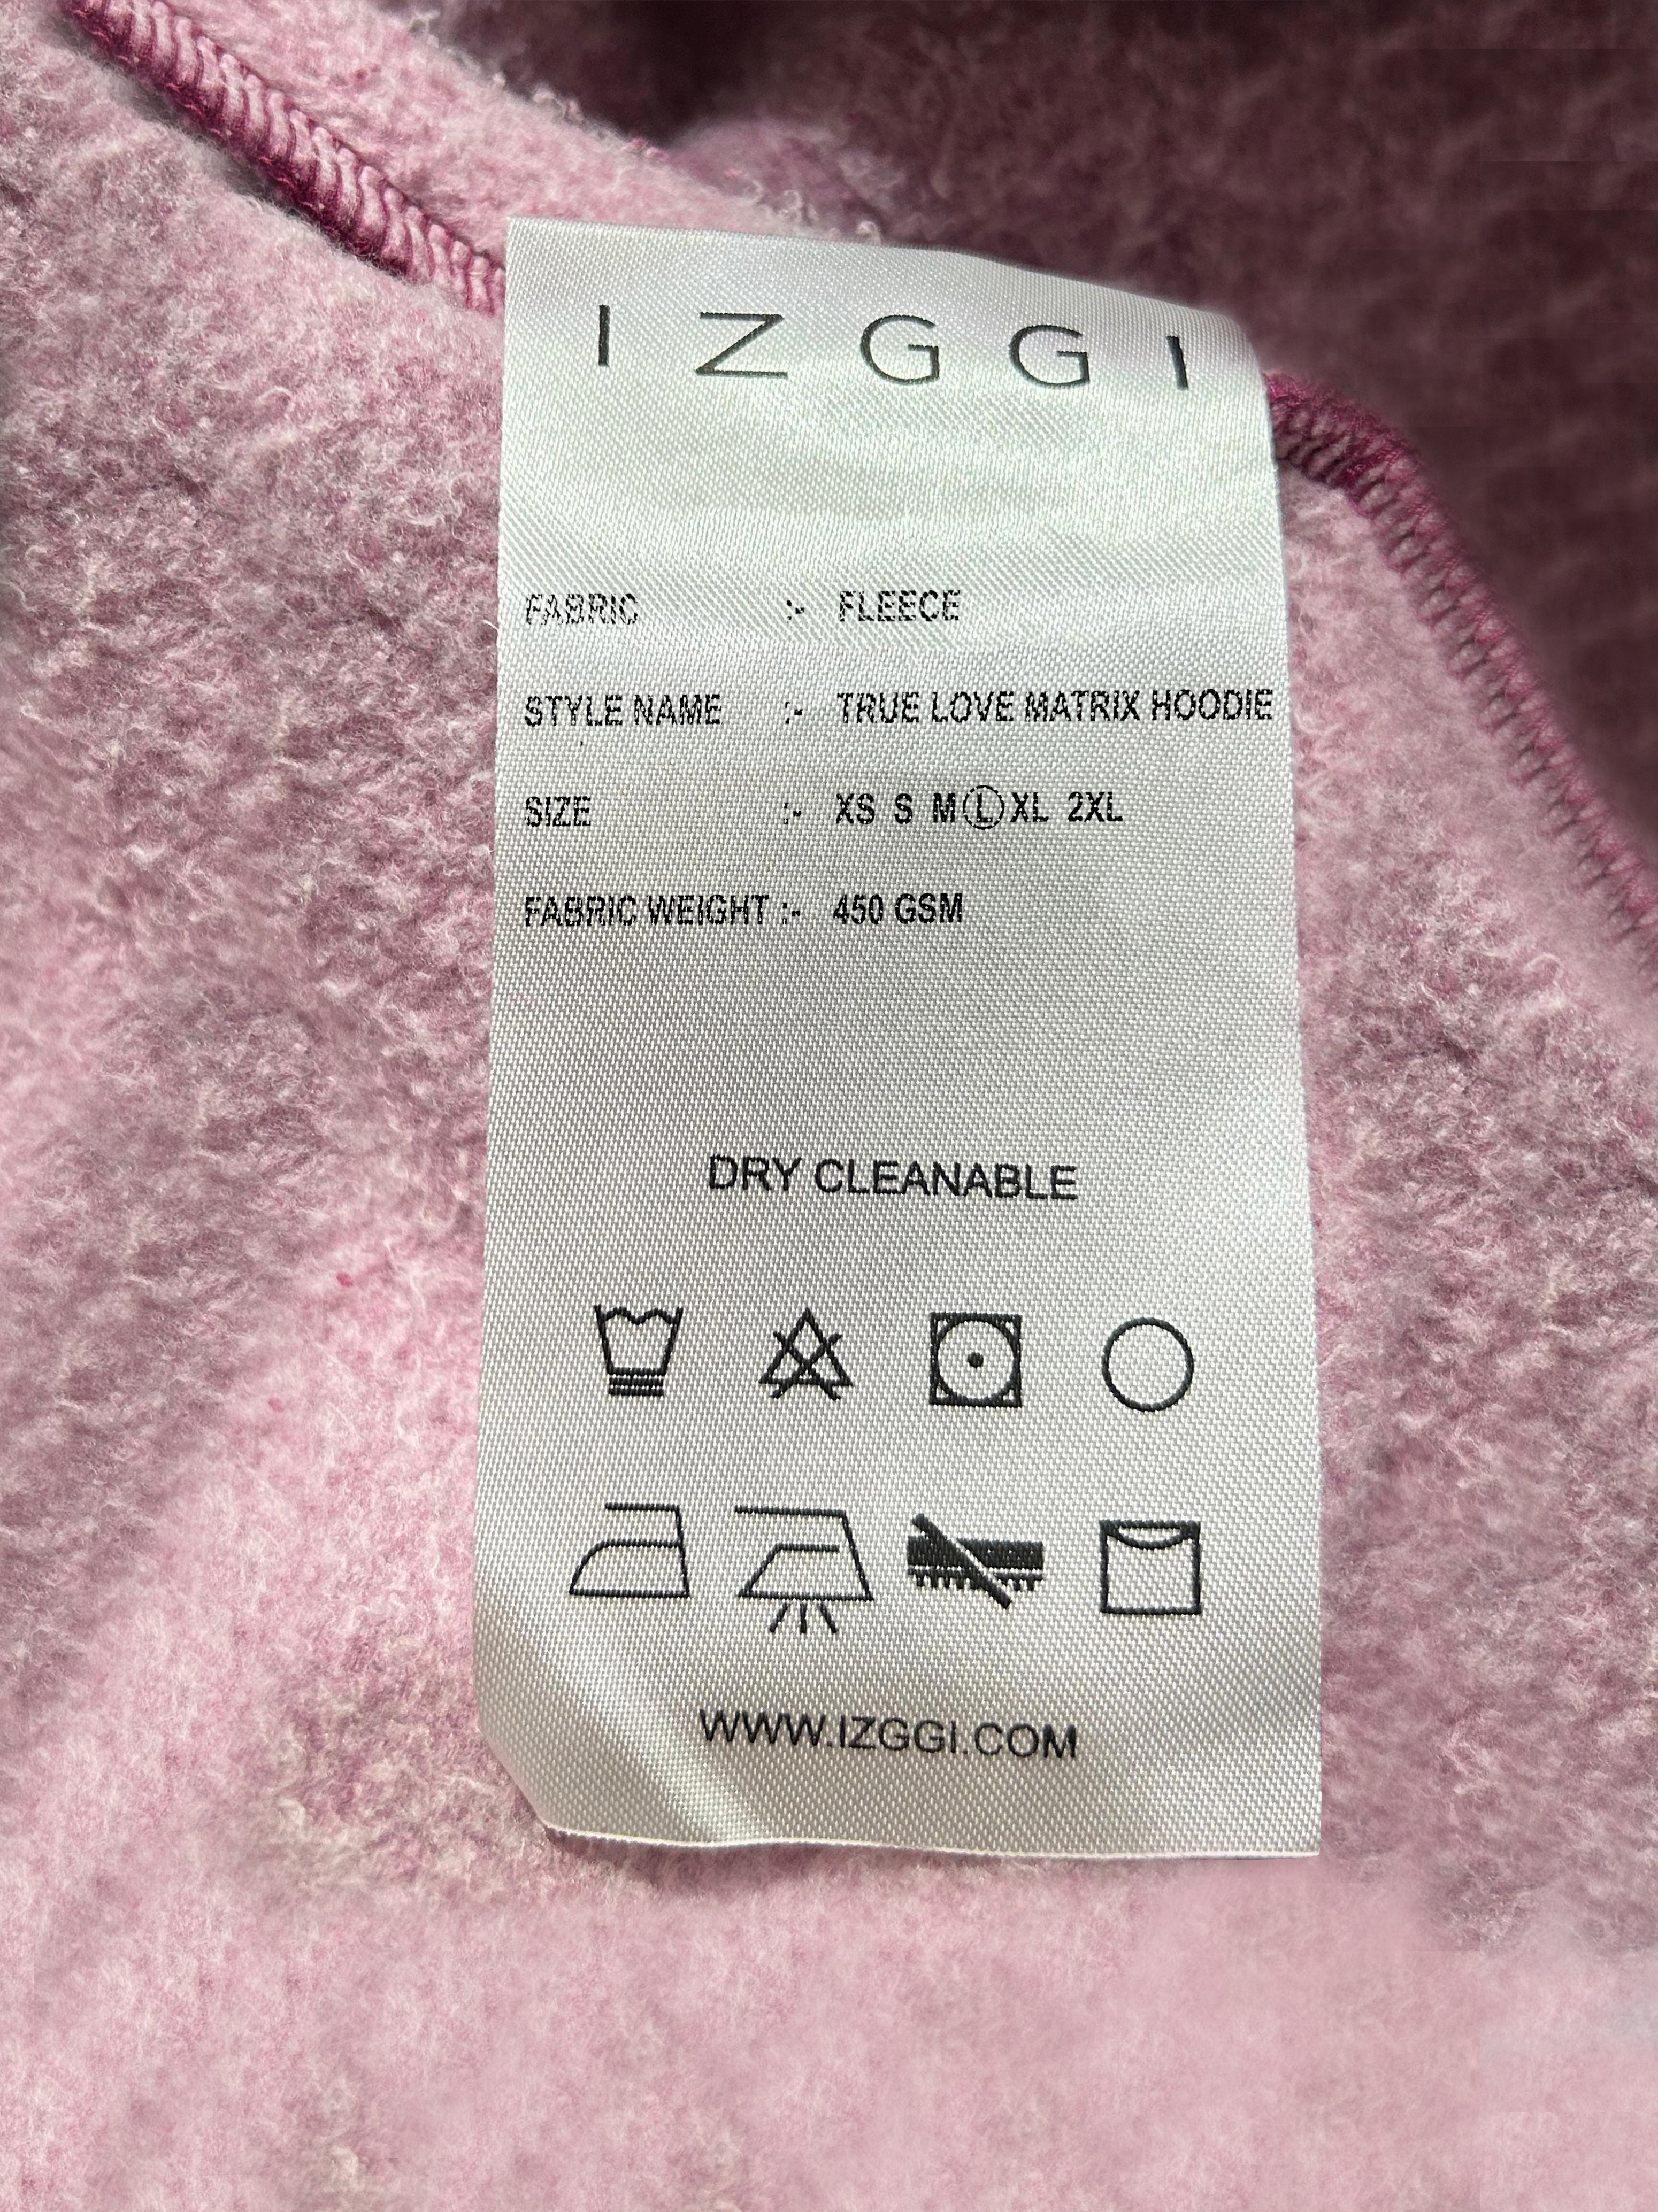 IZGGI
FABRIC :- FLEECE
STYLE NAME :- TRUE LOVE MATRIX HOODIE
SIZE :- XS S M L XL 2XL
FABRIC WEIGHT :- 450 GSM
DRY CLEANABLE
WWW.IZGGI.COM